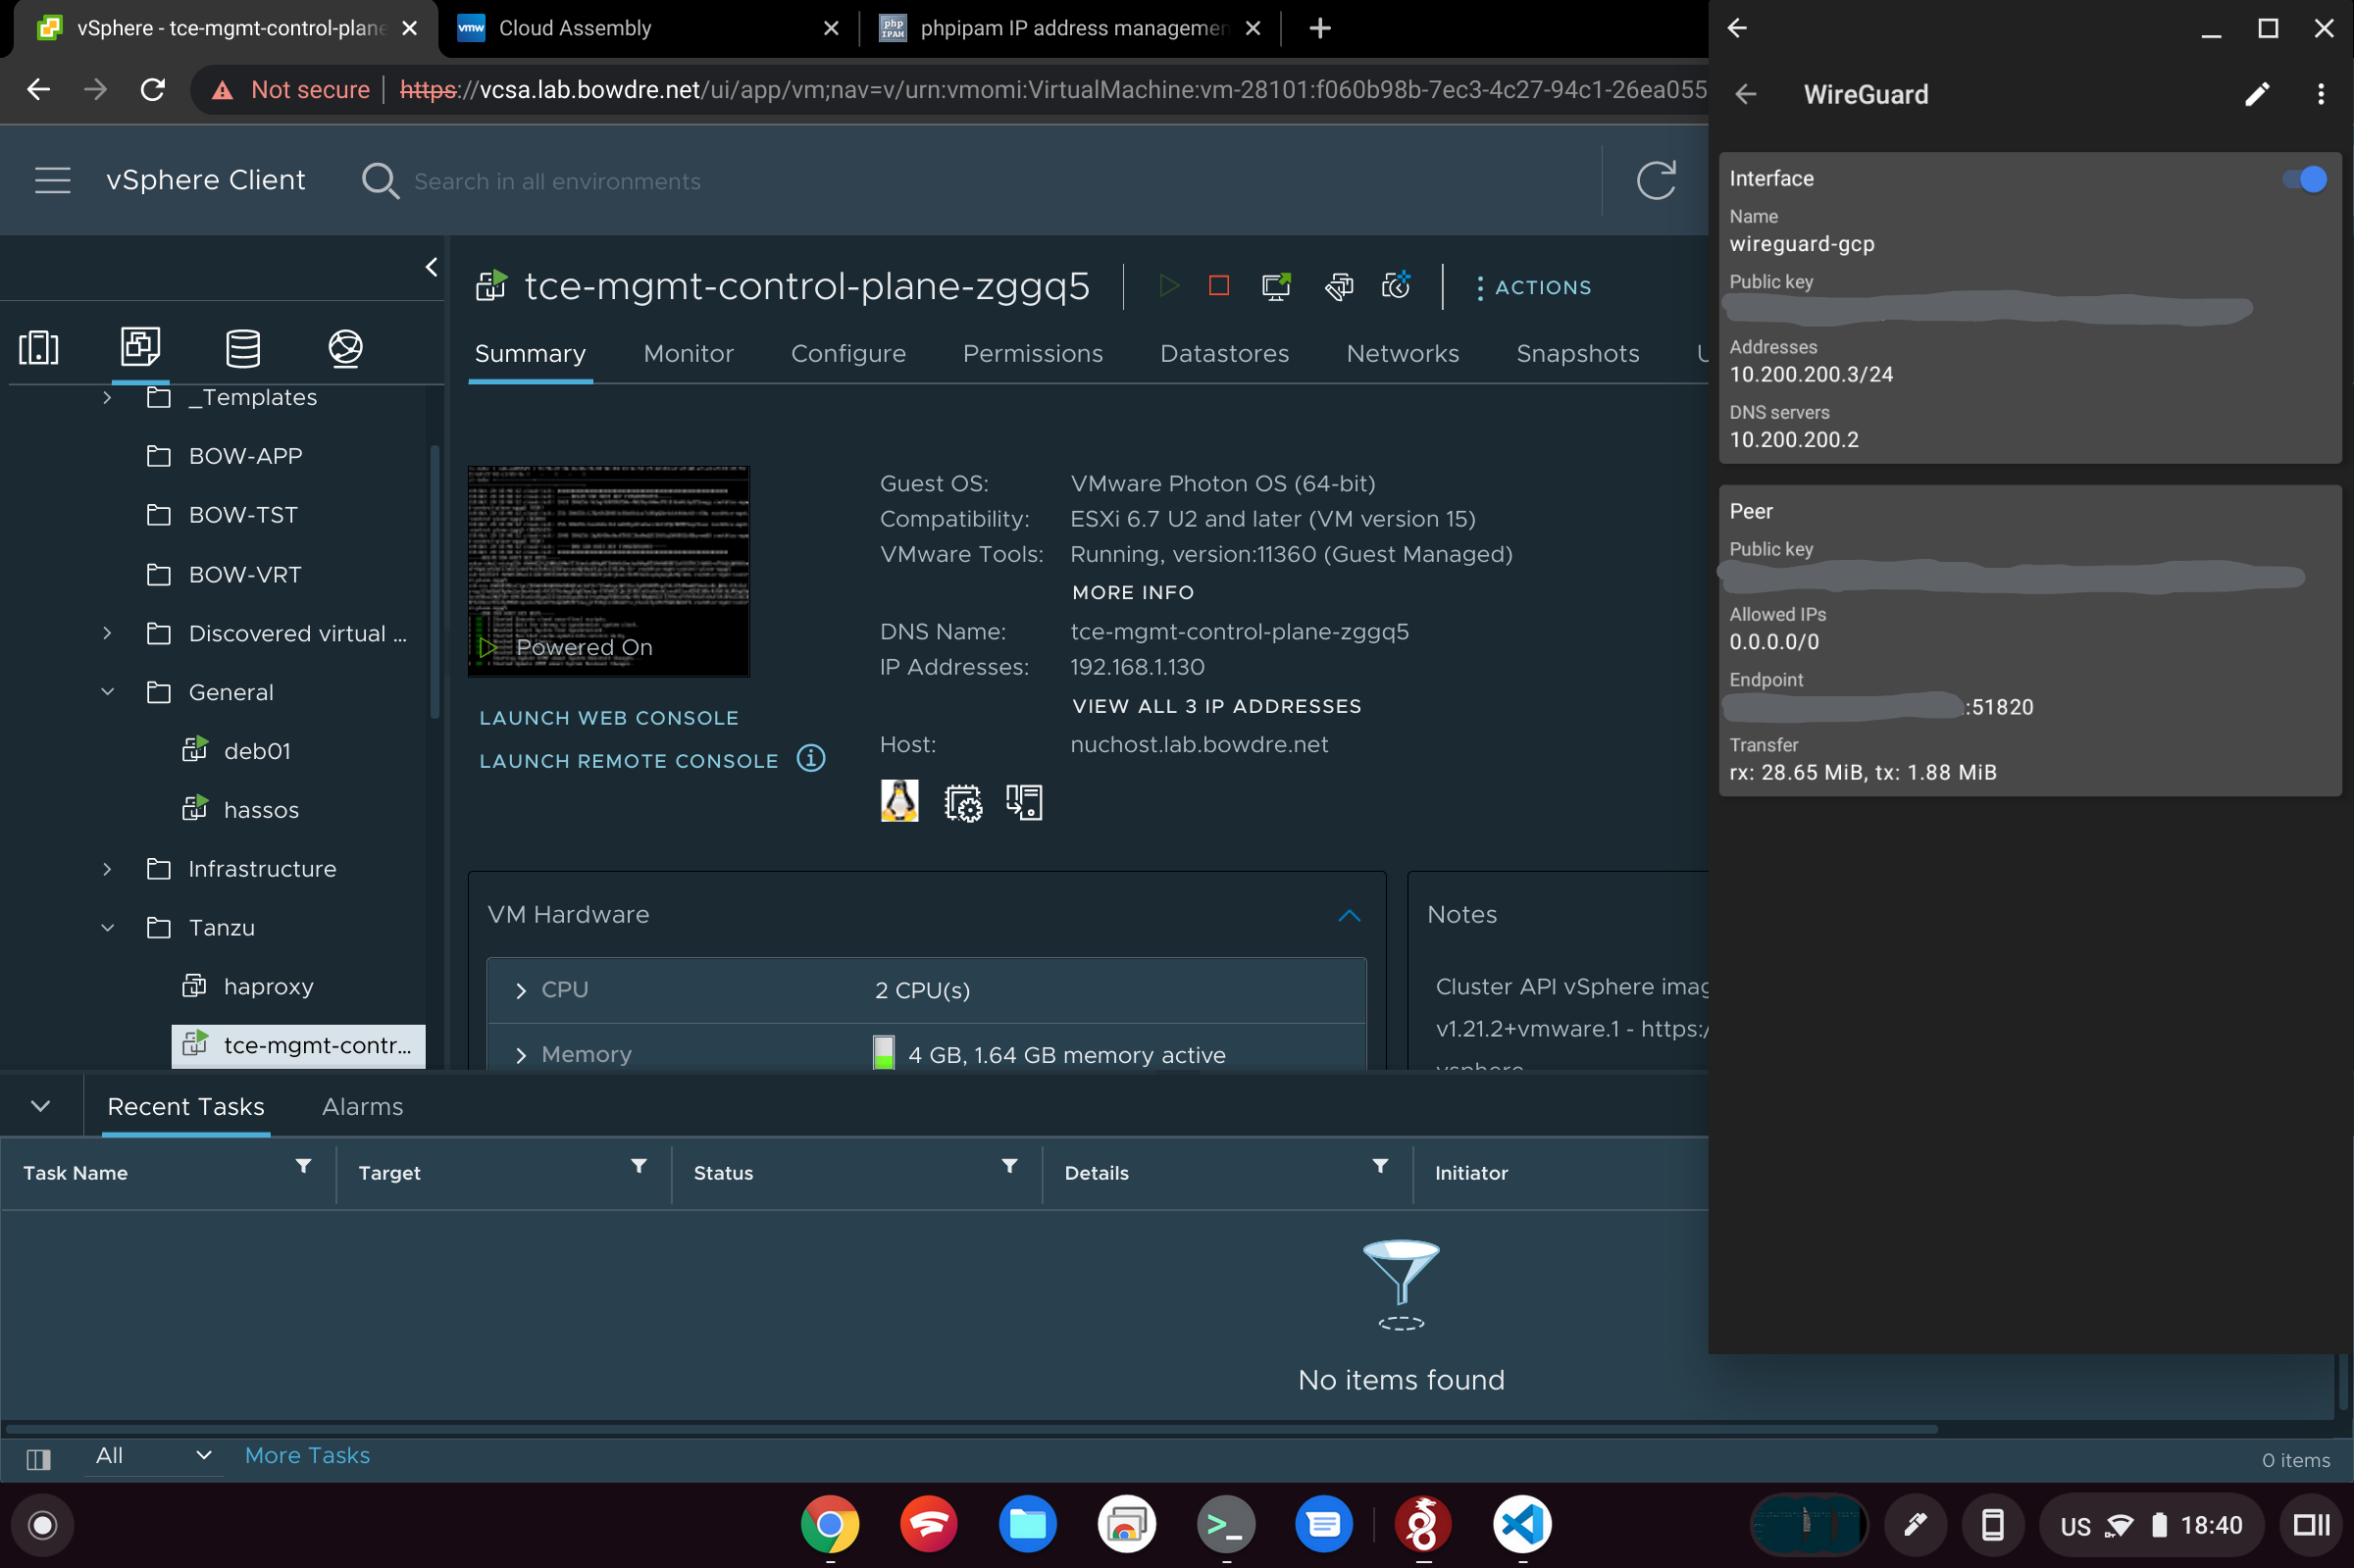 vSphere - tce-mgmt-control-plane
Cloud Assembly
phpipam IP address managemen
Not secure
https://vcsa.lab.bowdre.net/ui/app/vm;nav=v/urn:vmomi:VirtualMachine:vm-28101:f060b98b-7ec3-4c27-94c1-26ea055
vSphere Client
Search in all environments
tce-mgmt-control-plane-zggq5
ACTIONS
Summary
Monitor
Configure
Permissions
Datastores
Networks
Snapshots
_Templates
BOW-APP
BOW-TST
BOW-VRT
Discovered virtual ...
General
deb01
hassos
Infrastructure
Tanzu
haproxy
tce-mgmt-contr...
Powered On
LAUNCH WEB CONSOLE
LAUNCH REMOTE CONSOLE
Guest OS: VMware Photon OS (64-bit)
Compatibility: ESXi 6.7 U2 and later (VM version 15)
VMware Tools: Running, version:11360 (Guest Managed)
MORE INFO
DNS Name: tce-mgmt-control-plane-zggq5
IP Addresses: 192.168.1.130
VIEW ALL 3 IP ADDRESSES
Host: nuchost.lab.bowdre.net
VM Hardware
CPU 2 CPU(s)
Memory 4 GB, 1.64 GB memory active
Notes
Cluster API vSphere imag
v1.21.2+vmware.1 - https:/
vsphere
Recent Tasks
Alarms
Task Name
Target
Status
Details
Initiator
No items found
All
More Tasks
0 items
WireGuard
Interface
Name
wireguard-gcp
Public key
Addresses
10.200.200.3/24
DNS servers
10.200.200.2
Peer
Public key
Allowed IPs
0.0.0.0/0
Endpoint
:51820
Transfer
rx: 28.65 MiB, tx: 1.88 MiB
US
18:40